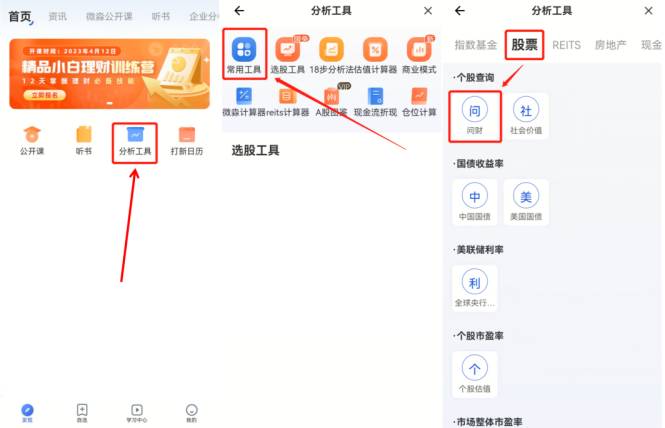 首页 资讯 微淼公开课 听书 企业分
开课时间:2023年4月12日
精品小白理财训练营
12天掌握理财必备技能
立即报名
公开课 听书 分析工具 打新日历
发现 自选 学习中心 我的
分析工具
限免 新
常用工具 选股工具 18步分析法 估值计算器 商业模式
VIP
微淼计算器 reits计算器 A股图鉴 现金流折现 仓位计算
选股工具
分析工具
指数基金 股票 REITS 房地产 现金
·个股查询
问 社
问财 社会价值
·国债收益率
中 美
中国国债 美国国债
·美联储利率
利
全球央行...
·个股市盈率
个
个股估值
·市场整体市盈率